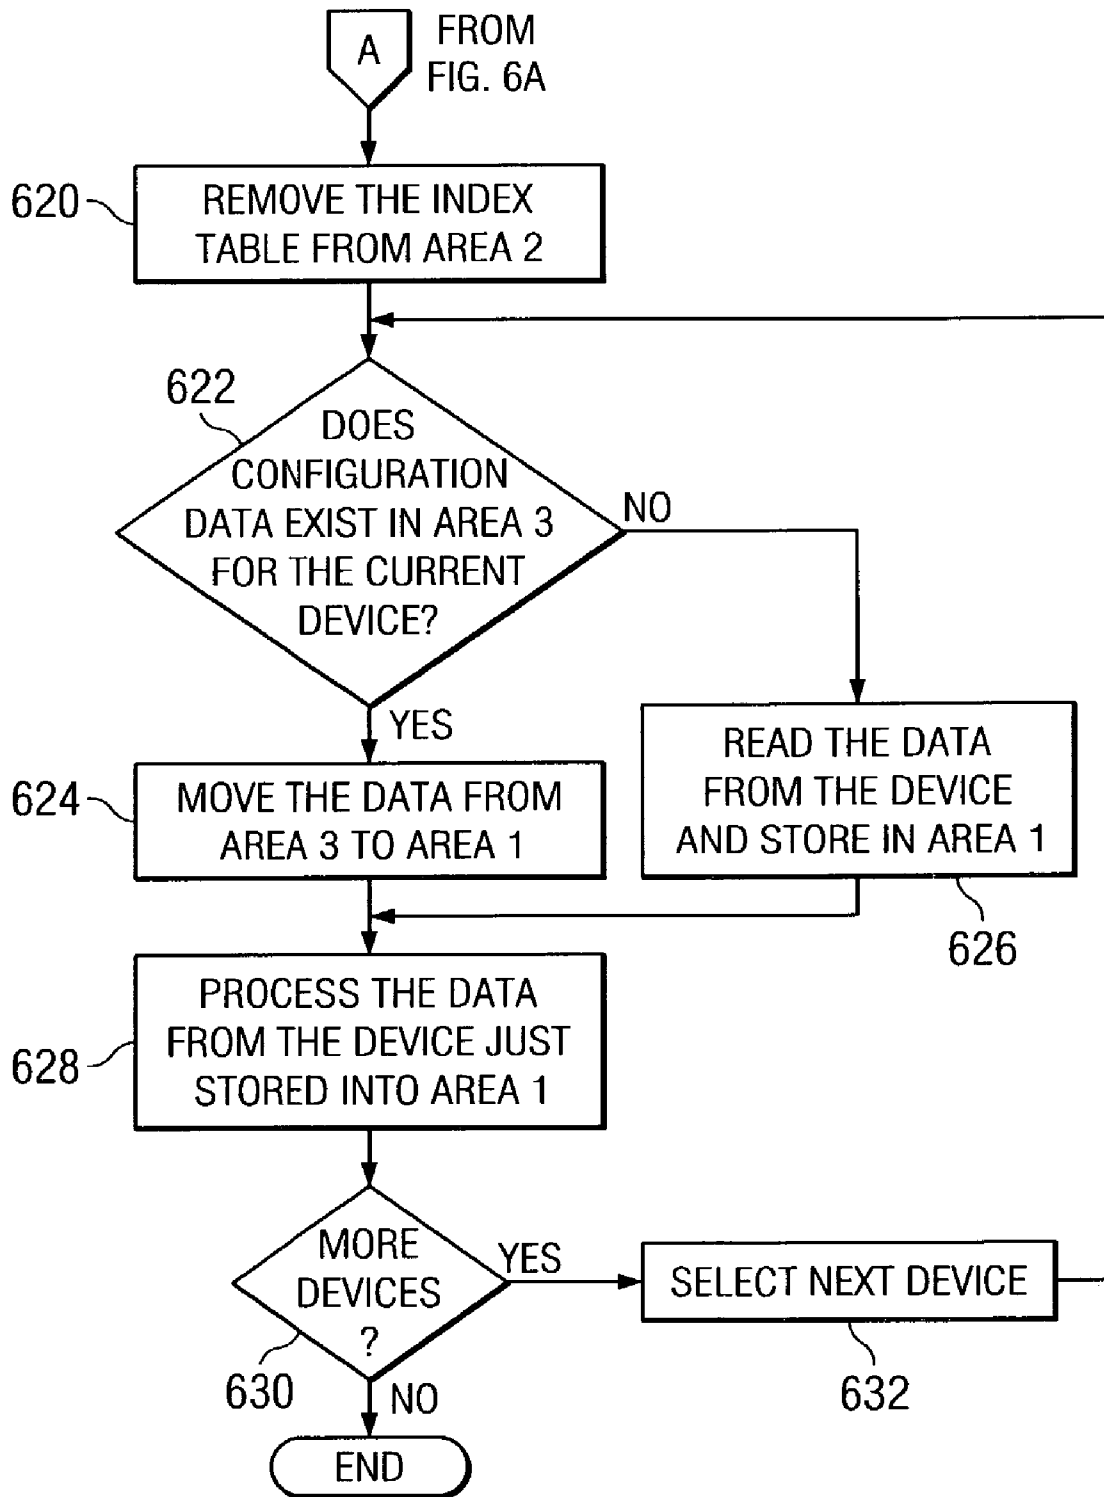 A
FROM
FIG. 6A
620
REMOVE THE INDEX
TABLE FROM AREA 2
622
DOES
CONFIGURATION
DATA EXIST IN AREA 3
FOR THE CURRENT
DEVICE?
NO
YES
624
MOVE THE DATA FROM
AREA 3 TO AREA 1
READ THE DATA
FROM THE DEVICE
AND STORE IN AREA 1
626
628
PROCESS THE DATA
FROM THE DEVICE JUST
STORED INTO AREA 1
MORE
DEVICES
?
YES
630
NO
SELECT NEXT DEVICE
632
END